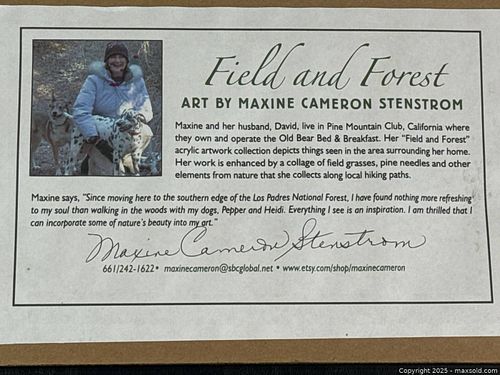 Field and Forest
ART BY MAXINE CAMERON STENSTROM
Maxine and her husband, David, live in Pine Mountain Club, California where
they own and operate the Old Bear Bed & Breakfast. Her "Field and Forest"
acrylic artwork collection depicts things seen in the area surrounding her home.
Her work is enhanced by a collage of field grasses, pine needles and other
elements from nature that she collects along local hiking paths.
Maxine says, "Since moving here to the southern edge of the Los Padres National Forest, I have found nothing more refreshing
to my soul than walking in the woods with my dogs, Pepper and Heidi. Everything I see is an inspiration. I am thrilled that I
can incorporate some of nature's beauty into my art."
Maxine Cameron Stenstrom
661/242-1622 • maxinecameron@sbcglobal.net • www.etsy.com/shop/maxinecameron
Copyright 2025 - maxsold.com